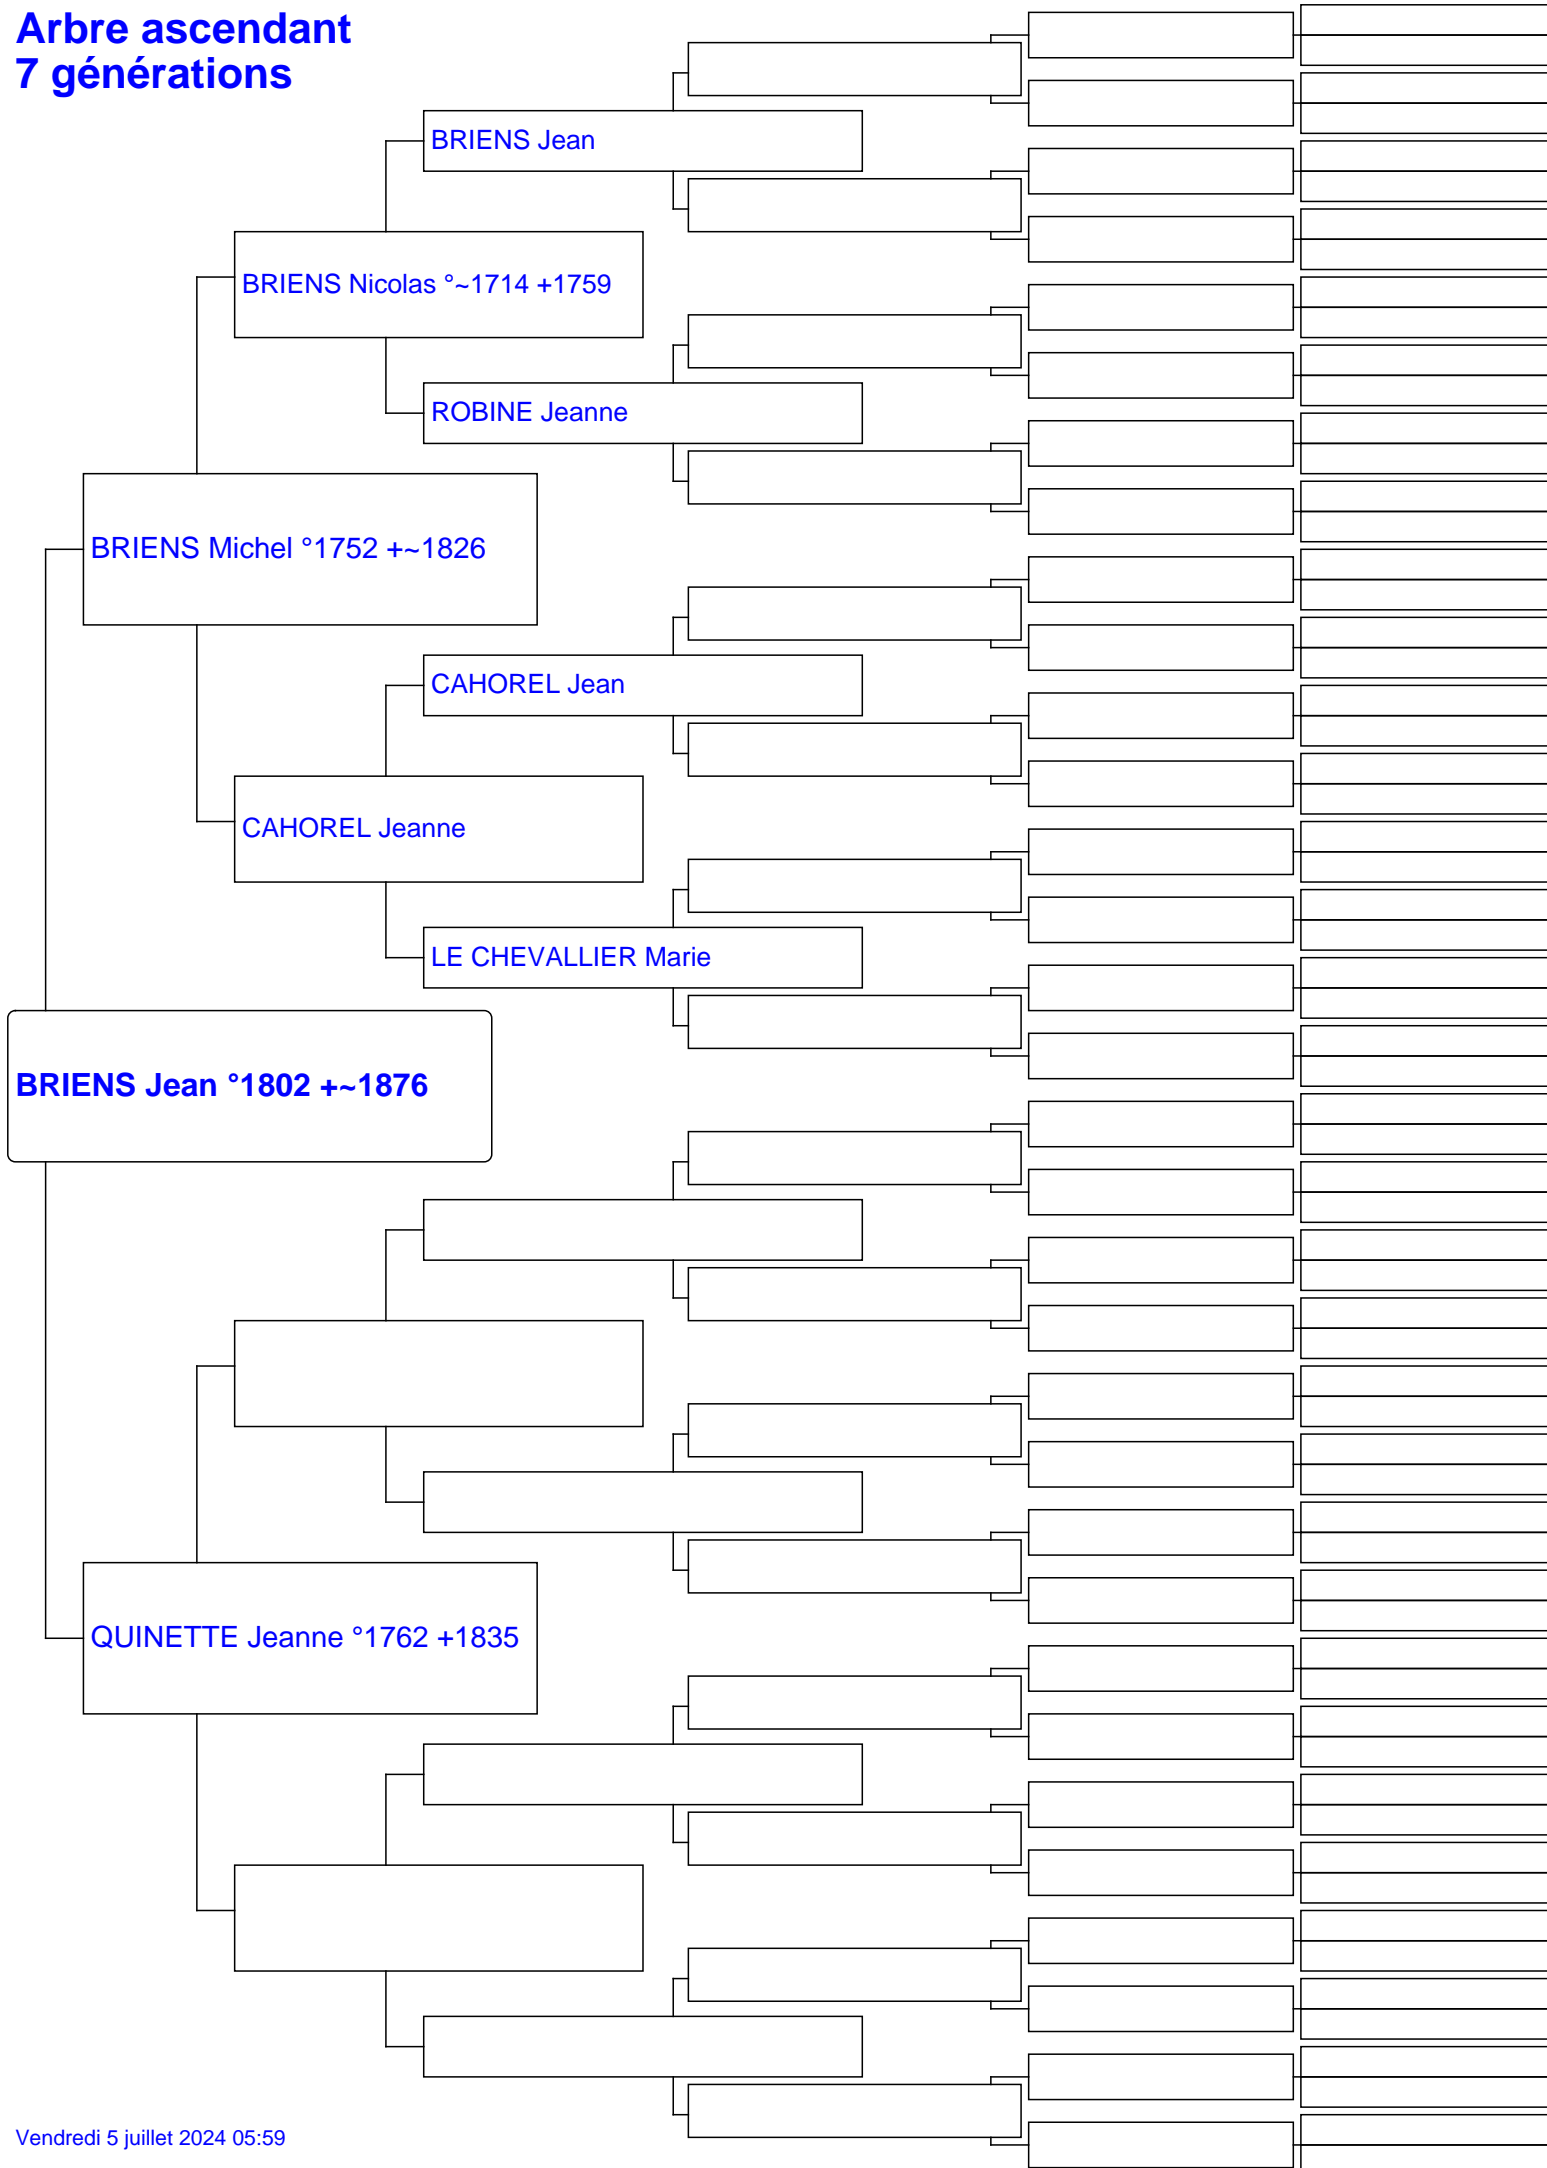 Arbre ascendant
7 générations
BRIENS Jean
BRIENS Nicolas °~1714 +1759
ROBINE Jeanne
BRIENS Michel °1752 +~1826
CAHOREL Jean
CAHOREL Jeanne
LE CHEVALLIER Marie
BRIENS Jean °1802 +~1876
QUINETTE Jeanne °1762 +1835
Vendredi 5 juillet 2024 05:59